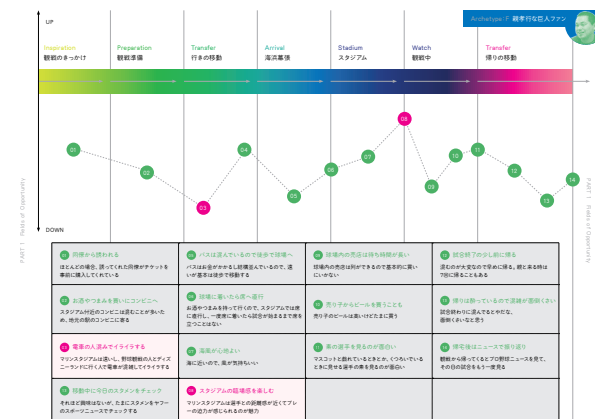 UP
Archetype｜F 親孝行な巨人ファン
Inspiration
観戦のきっかけ
Preparation
観戦準備
Transfer
行きの移動
Arrival
海浜幕張
Stadium
スタジアム
Watch
観戦中
Transfer
帰りの移動
01
02
03
04
05
06
07
08
09
10
11
12
13
14
DOWN
PART 1 Fields of Opportunity
PART 1 Fields of Opportunity
01 同僚から誘われる
ほとんどの場合、誘ってくれた同僚がチケットを
事前に購入してくれている
02 お酒やつまみを買いにコンビニへ
スタジアム付近のコンビニは混むことが多いた
め、地元の駅のコンビニに寄る
03 電車の人混みでイライラする
マリンスタジアムは遠いし、野球観戦の人とディズ
ニーランドに行く人で電車が混雑してイライラする
移動中に今日のスタメンをチェック
それほど興味はないが、たまにスタメンをヤフー
のスポーツニュースでチェックする
05 バスは混んでいるので徒歩で球場へ
バスはお金がかかるし結構混んでいるので、遠
いが基本は徒歩で移動する
06 球場に着いたら席へ直行
お酒やつまみを持って行くので、スタジアムでは席
に直行し、一度席に着いたら試合が始まるまで席を
立つことはない
07 海風が心地よい
海に近いので、風が気持ちいい
08 スタジアムの臨場感を楽しむ
マリンスタジアムは選手との距離感が近くてプレ
ーの迫力が感じられるのが魅力
球場内の売店は待ち時間が長い
球場内の売店は列ができるので基本的に買い
にいかない
10 売り子からビールを買うことも
売り子のビールは高いけどたまに買う
11 素の選手を見るのが面白い
マスコットと戯れているときとか、くつろいでいる
ときに見せる選手の素を見るのが面白い
12 試合終了の少し前に帰る
混むのが大変なので早めに帰る。親と来る時は
7回に帰ることもある
13 帰りは酔っているので道端が面倒くさい
試合終わりに混んでるとやだな、
面倒くさいなと思う
14 帰宅後はニュースで振り返り
観戦から帰ってくるとプロ野球ニュースを見て、
その日の試合をもう一度見る